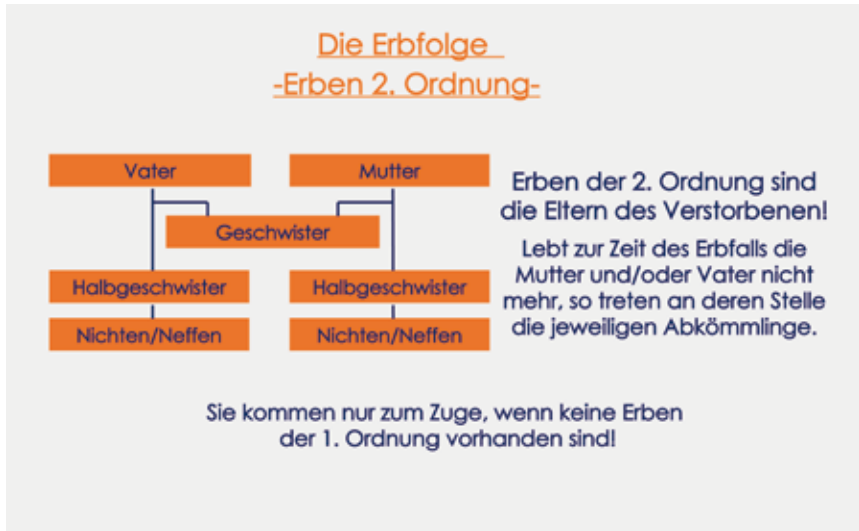 Die Erbfolge
-Erben 2. Ordnung-
Vater
Mutter
Geschwister
Halbgeschwister
Halbgeschwister
Nichten/Neffen
Nichten/Neffen
Erben der 2. Ordnung sind
die Eltern des Verstorbenen!
Lebt zur Zeit des Erbfalls die
Mutter und/oder Vater nicht
mehr, so treten an deren Stelle
die jeweiligen Abkömmlinge.
Sie kommen nur zum Zuge, wenn keine Erben
der 1. Ordnung vorhanden sind!